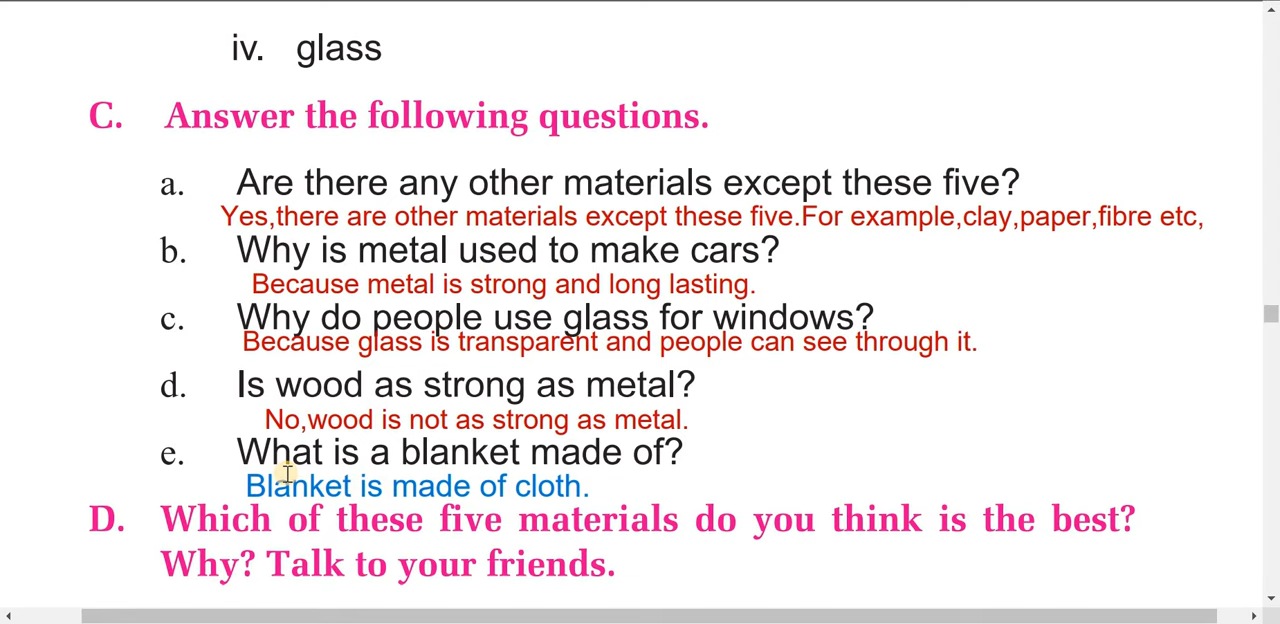 iv. glass
C. Answer the following questions.
a. Are there any other materials except these five?
Yes,there are other materials except these five.For example,clay,paper,fibre etc,
b. Why is metal used to make cars?
Because metal is strong and long lasting.
c. Why do people use glass for windows?
Because glass is transparent and people can see through it.
d. Is wood as strong as metal?
No,wood is not as strong as metal.
e. What is a blanket made of?
Blanket is made of cloth.
D. Which of these five materials do you think is the best?
Why? Talk to your friends.